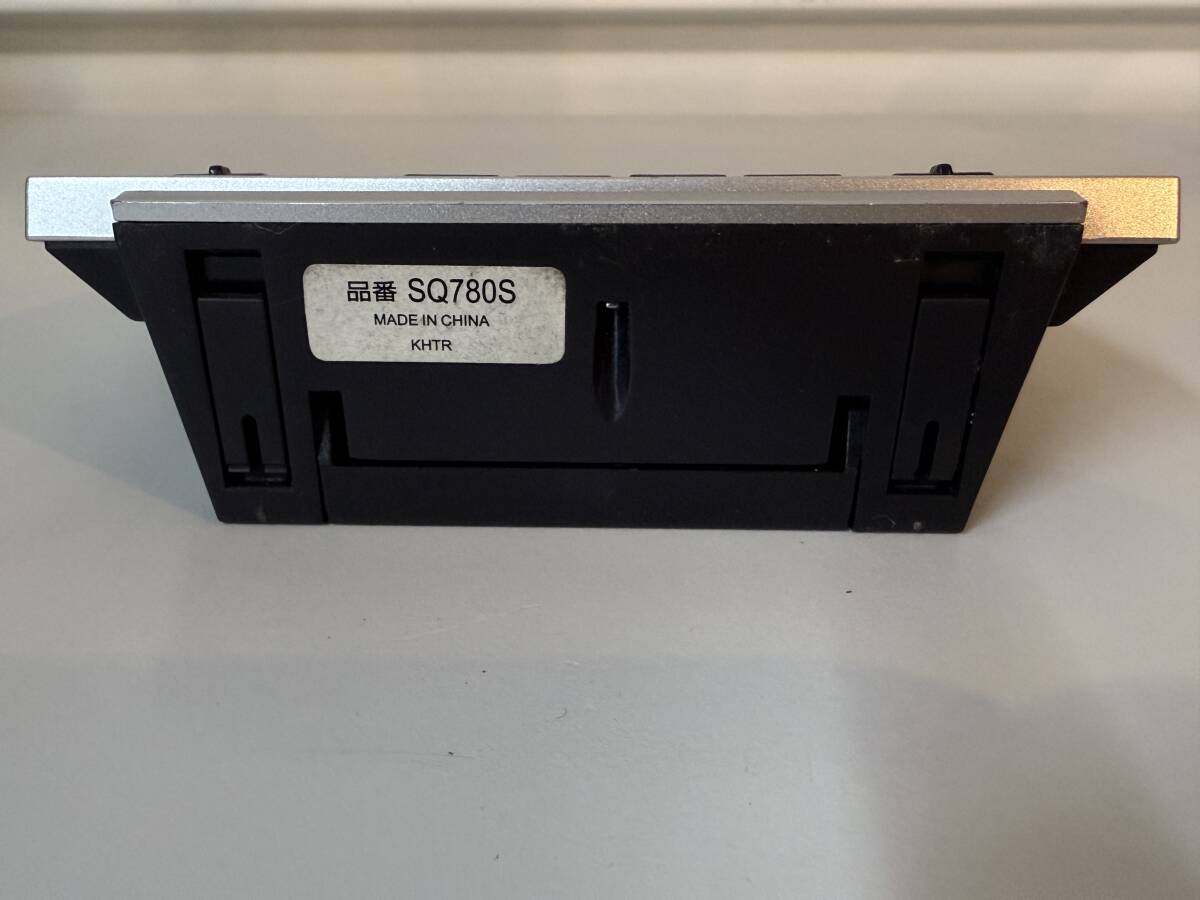 品番 SQ780S
MADE IN CHINA
KHTR